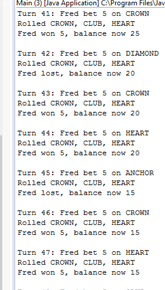 Main (3) [Java Application] C:\Program Files\Jav
Turn 41: Fred bet 5 on CROWN
Rolled CROWN, CLUB, HEART
Fred won 5, balance now 25
Turn 42: Fred bet 5 on DIAMOND
Rolled CROWN, CLUB, HEART
Fred lost, balance now 20
Turn 43: Fred bet 5 on CROWN
Rolled CROWN, CLUB, HEART
Fred won 5, balance now 20
Turn 44: Fred bet 5 on HEART
Rolled CROWN, CLUB, HEART
Fred won 5, balance now 20
Turn 45: Fred bet 5 on ANCHOR
Rolled CROWN, CLUB, HEART
Fred lost, balance now 15
Turn 46: Fred bet 5 on CROWN
Rolled CROWN, CLUB, HEART
Fred won 5, balance now 15
Turn 47: Fred bet 5 on HEART
Rolled CROWN, CLUB, HEART
Fred won 5, balance now 15